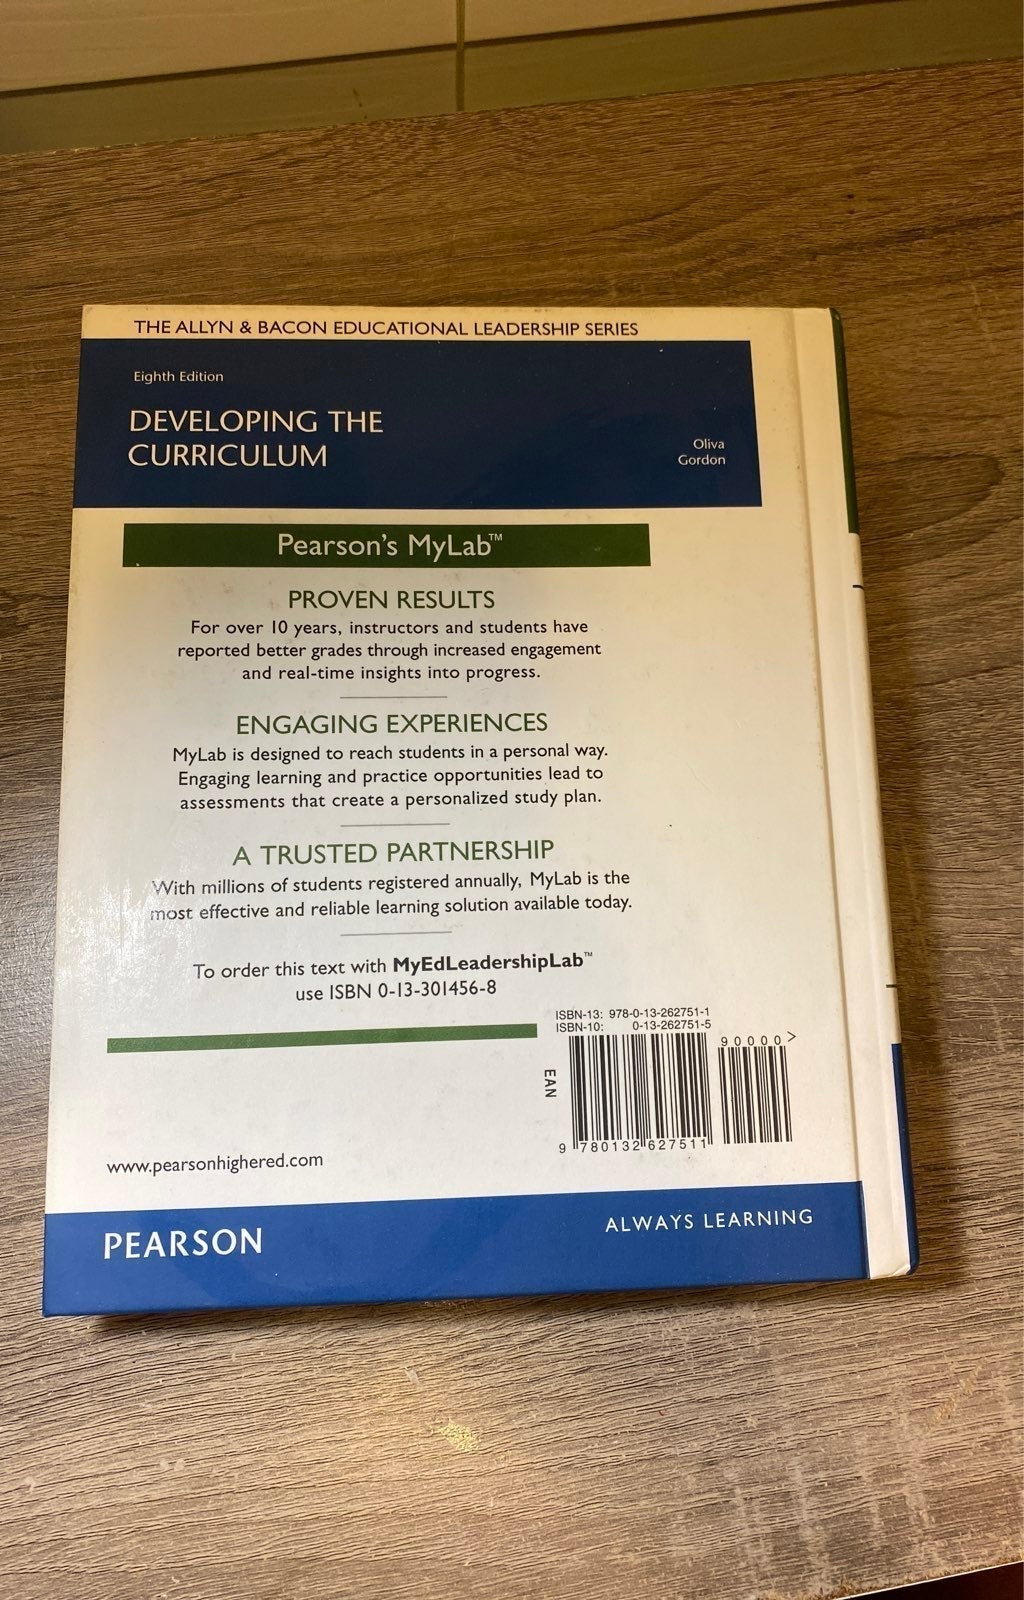 THE ALLYN & BACON EDUCATIONAL LEADERSHIP SERIES
Eighth Edition
DEVELOPING THE
CURRICULUM
Oliva
Gordon
Pearson's MyLab™
PROVEN RESULTS
For over 10 years, instructors and students have
reported better grades through increased engagement
and real-time insights into progress.
ENGAGING EXPERIENCES
MyLab is designed to reach students in a personal way.
Engaging learning and practice opportunities lead to
assessments that create a personalized study plan.
A TRUSTED PARTNERSHIP
With millions of students registered annually, MyLab is the
most effective and reliable learning solution available today.
To order this text with MyEdLeadershipLab™
use ISBN 0-13-301456-8
ISBN-13: 978-0-13-262751-1
ISBN-10: 0-13-262751-5
90000>
EAN
9 780132 627511
www.pearsonhighered.com
PEARSON
ALWAYS LEARNING